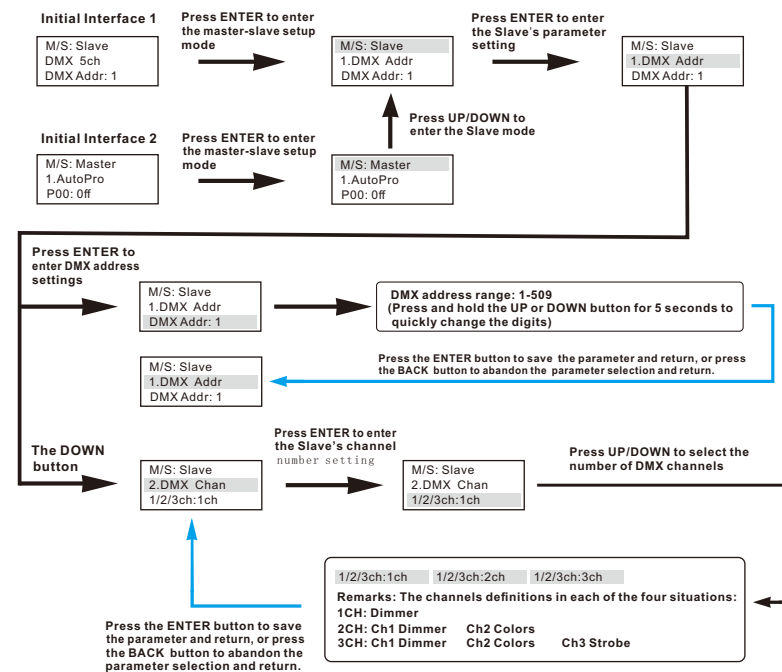 Initial Interface 1
M/S: Slave
DMX 5ch
DMX Addr: 1
Press ENTER to enter
the master-slave setup
mode
M/S: Slave
1.DMX Addr
DMX Addr: 1
Press ENTER to enter
the Slave's parameter
setting
M/S: Slave
1.DMX Addr
DMX Addr: 1
Press UP/DOWN to
enter the Slave mode
Initial Interface 2
M/S: Master
1.AutoPro
P00: Off
Press ENTER to enter
the master-slave setup
mode
M/S: Master
1.AutoPro
P00: Off
Press ENTER to
enter DMX address
settings
M/S: Slave
1.DMX Addr
DMX Addr: 1
DMX address range: 1-509
(Press and hold the UP or DOWN button for 5 seconds to
quickly change the digits)
Press the ENTER button to save the parameter and return, or press
the BACK button to abandon the parameter selection and return.
M/S: Slave
1.DMX Addr
DMX Addr: 1
The DOWN
button
M/S: Slave
2.DMX Chan
1/2/3ch:1ch
Press ENTER to enter
the Slave's channel
number setting
M/S: Slave
2.DMX Chan
1/2/3ch:1ch
Press UP/DOWN to select the
number of DMX channels
1/2/3ch:1ch 1/2/3ch:2ch 1/2/3ch:3ch
Remarks: The channels definitions in each of the four situations:
1CH: Dimmer
2CH: Ch1 Dimmer Ch2 Colors
3CH: Ch1 Dimmer Ch2 Colors Ch3 Strobe
Press the ENTER button to save
the parameter and return, or press
the BACK button to abandon the
parameter selection and return.